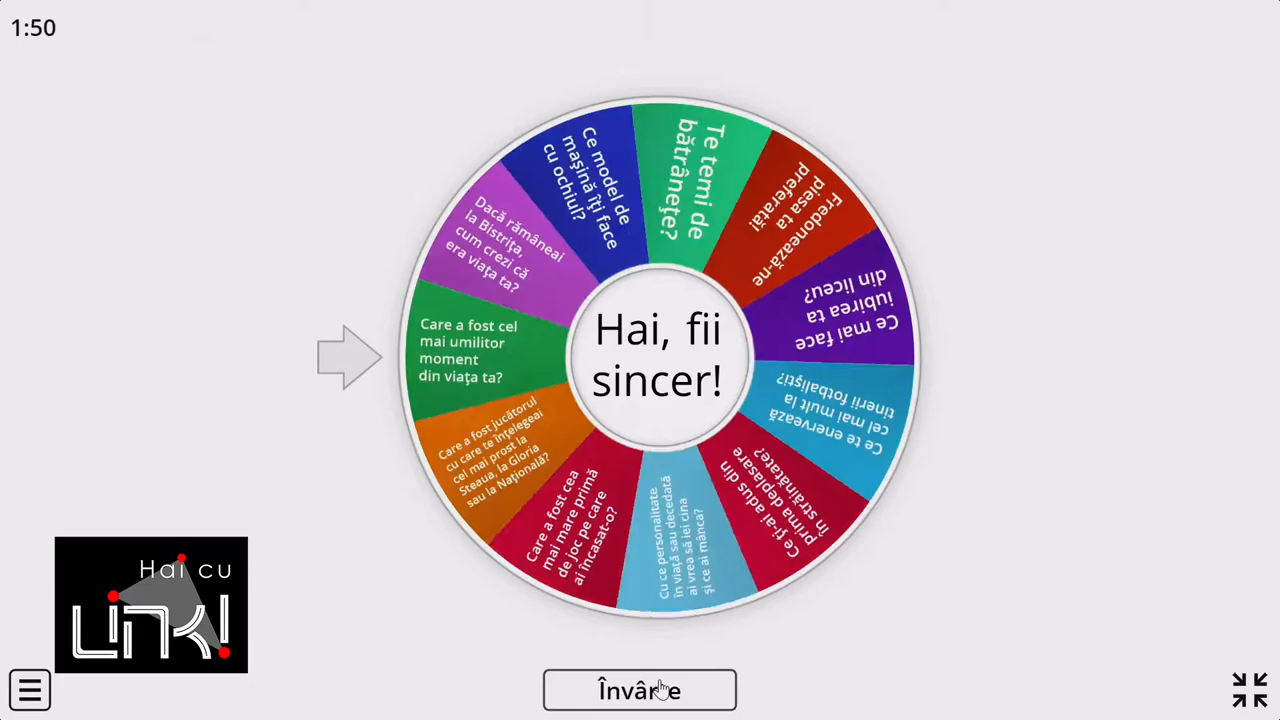 1:50
Hai, fii
sincer!
Te temi de
bătrânețe?
Fredonează-ne
piesa ta
preferată!
Ce mai face
iubirea ta
din liceu?
Ce te enervează
cel mai mult la
tinerii fotbaliști?
Ce ți-ai adus din
prima deplasare
în străinătate?
Cu ce personalitate
în viață sau decedată
ai vrea să iei cina
și ce ai mânca?
Care a fost cea
mai mare primă
de joc pe care
ai încasat-o?
Care a fost jucătorul
cu care te înțelegeai
cel mai prost la
Steaua, la Gloria
sau la Națională?
Care a fost cel
mai umilitor
moment
din viața ta?
Dacă rămâneai
la Bistrița,
cum crezi că
era viața ta?
Ce model de
mașină îți face
cu ochiul?
Hai cu
LINK!
Învârte